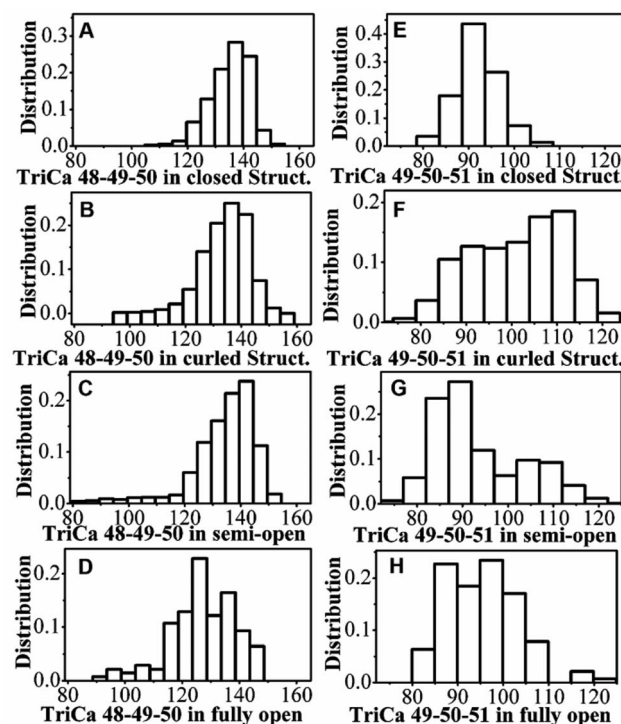 A
Distribution
0.3
0.2
0.1
0.0
80 100 120 140 160
TriCa 48-49-50 in closed Struct.
E
Distribution
0.4
0.3
0.2
0.1
0.0
80 90 100 110 120
TriCa 49-50-51 in closed Struct.
B
Distribution
0.2
0.1
0.0
80 100 120 140 160
TriCa 48-49-50 in curled Struct.
F
Distribution
0.2
0.1
0.0
80 90 100 110 120
TriCa 49-50-51 in curled Struct.
C
Distribution
0.2
0.1
0.0
80 100 120 140 160
TriCa 48-49-50 in semi-open
G
Distribution
0.2
0.1
0.0
80 90 100 110 120
TriCa 49-50-51 in semi-open
D
Distribution
0.2
0.1
0.0
80 100 120 140 160
TriCa 48-49-50 in fully open
H
Distribution
0.2
0.1
0.0
80 90 100 110 120
TriCa 49-50-51 in fully open